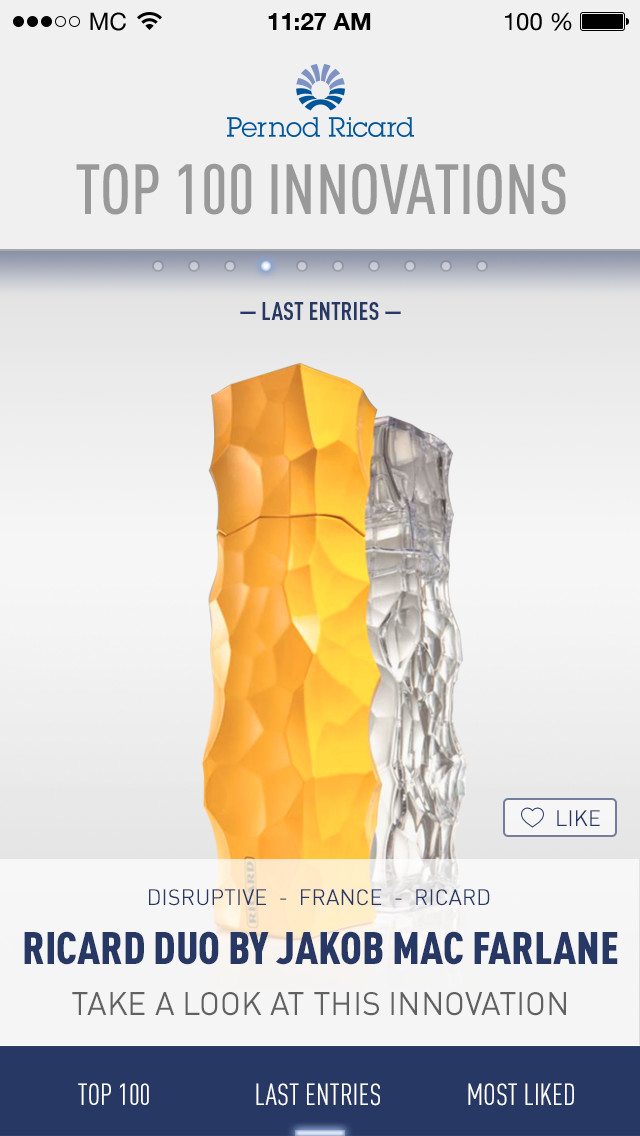 MC 11:27 AM 100 %
Pernod Ricard
TOP 100 INNOVATIONS
— LAST ENTRIES —
LIKE
RICARD
DISRUPTIVE - FRANCE - RICARD
RICARD DUO BY JAKOB MAC FARLANE
TAKE A LOOK AT THIS INNOVATION
TOP 100 LAST ENTRIES MOST LIKED